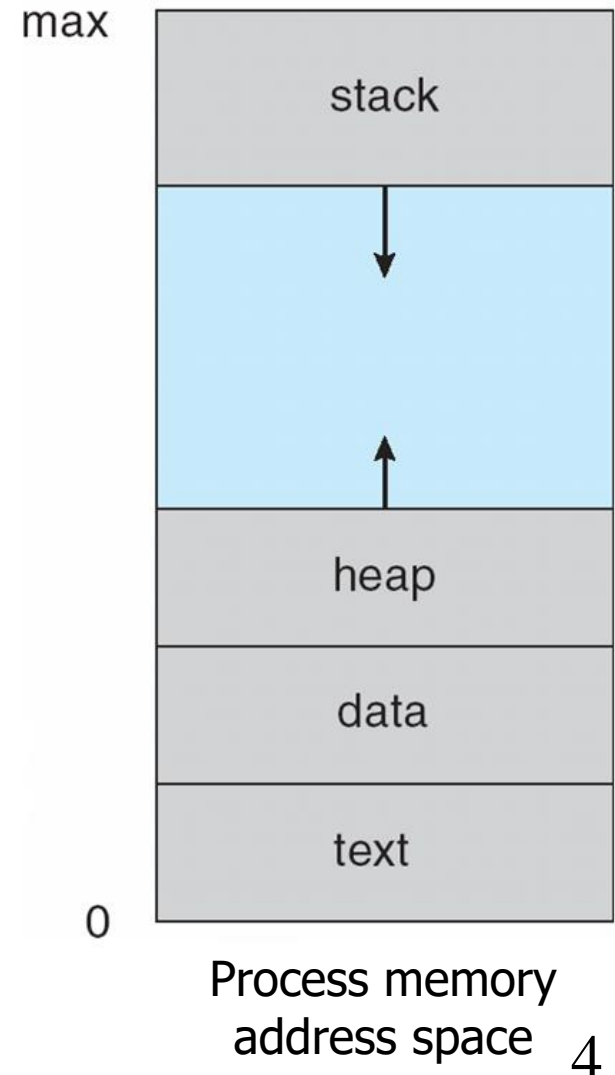 max
stack
heap
data
text
0
Process memory
address space
4